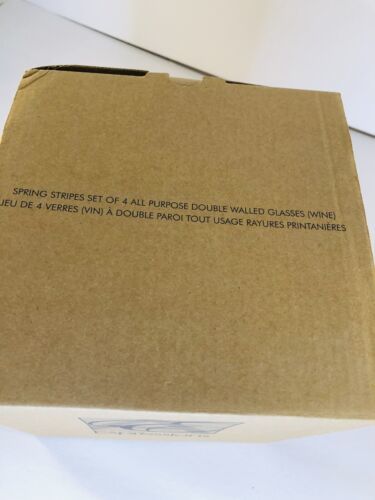 SPRING STRIPES SET OF 4 ALL PURPOSE DOUBLE WALLED GLASSES (WINE)
JEU DE 4 VERRES (VIN) À DOUBLE PAROI TOUT USAGE RAYURES PRINTANIÈRES